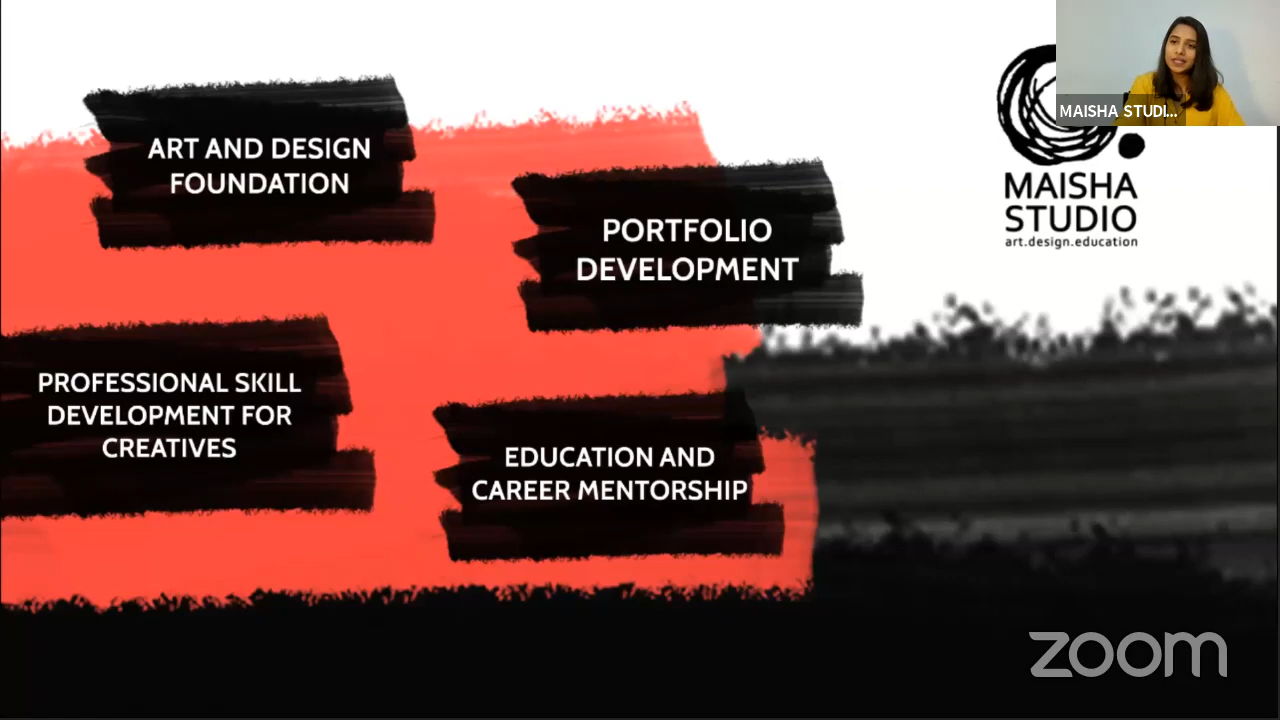 MAISHA STUDI...
ART AND DESIGN
FOUNDATION
PORTFOLIO
DEVELOPMENT
MAISHA
STUDIO
art.design.education
PROFESSIONAL SKILL
DEVELOPMENT FOR
CREATIVES
EDUCATION AND
CAREER MENTORSHIP
zoom